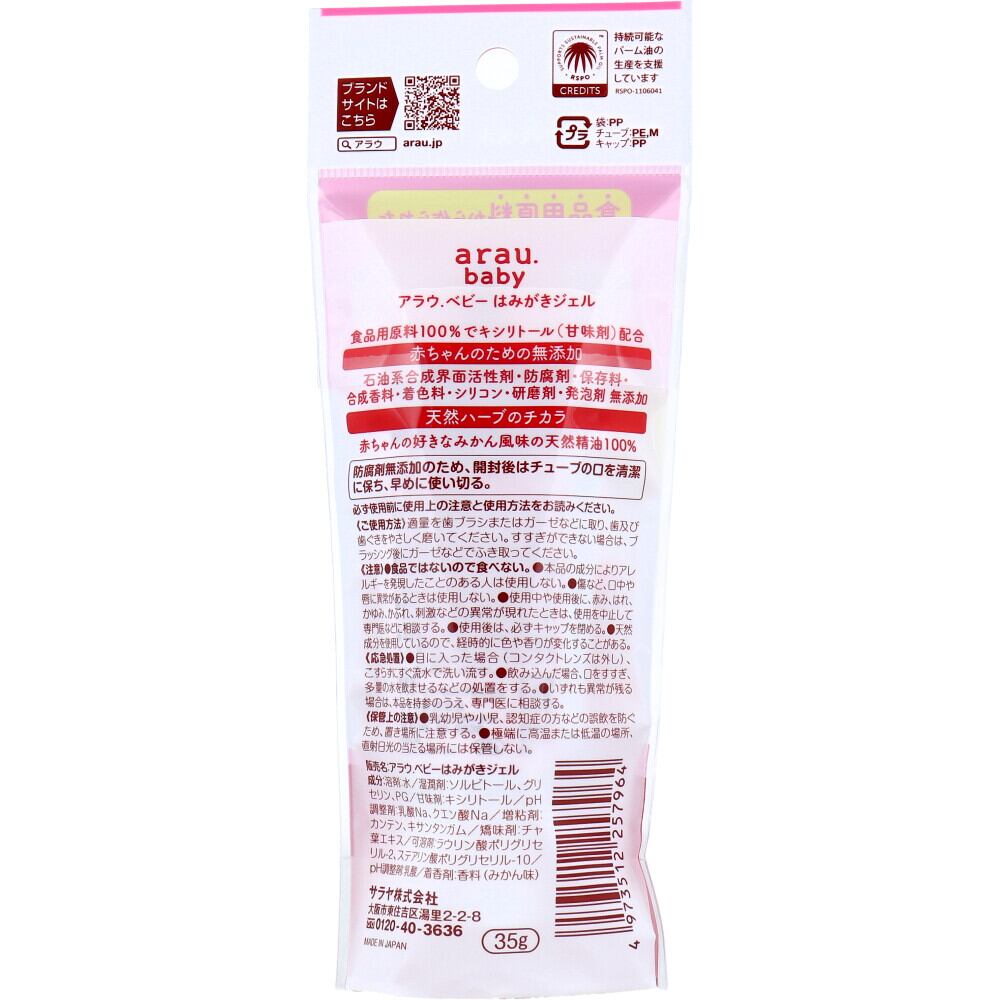 ブランド
サイトは
こちら
アラウ
arau.jp
SUPPORTS SUSTAINABLE PALM OIL
RSPO
CREDITS
持続可能な
パーム油の
生産を支援
しています
RSPO-1106041
プラ
袋:PP
チューブ:PE,M
キャップ:PP
食品用原料から作られた
arau.
baby
アラウ.ベビー はみがきジェル
食品用原料100%でキシリトール(甘味剤)配合
赤ちゃんのための無添加
石油系合成界面活性剤・防腐剤・保存料・
合成香料・着色料・シリコン・研磨剤・発泡剤 無添加
天然ハーブのチカラ
赤ちゃんの好きなみかん風味の天然精油100%
防腐剤無添加のため、開封後はチューブの口を清潔
に保ち、早めに使い切る。
必ず使用前に使用上の注意と使用方法をお読みください。
《ご使用方法》適量を歯ブラシまたはガーゼなどに取り、歯及び
歯ぐきをやさしく磨いてください。すすぎができない場合は、ブ
ラッシング後にガーゼなどでふき取ってください。
《注意》●食品ではないので食べない。●本品の成分によりアレ
ルギーを発現したことのある人は使用しない。●傷など、口中や
唇に異常があるときは使用しない。●使用中や使用後に、赤み、はれ、
かゆみ、かぶれ、刺激などの異常が現れたときは、使用を中止して
専門医などに相談する。●使用後は、必ずキャップを閉める。●天然
成分を使用しているので、経時的に色や香りが変化することがある。
《応急処置》●目に入った場合(コンタクトレンズは外し)、
こすらずにすぐ流水で洗い流す。●飲み込んだ場合、口をすすぎ、
多量の水を飲ませるなどの処置をする。●いずれも異常が残る
場合は、本品を持参のうえ、専門医に相談する。
《保管上の注意》●乳幼児や小児、認知症の方などの誤飲を防ぐ
ため、置き場所に注意する。●極端に高温または低温の場所、
直射日光の当たる場所には保管しない。
販売名:アラウ.ベビーはみがきジェル
成分:溶剤:水/湿潤剤:ソルビトール、グリ
セリン、PG/甘味剤:キシリトール/pH
調整剤:乳酸Na、クエン酸Na/増粘剤:
カンテン、キサンタンガム/矯味剤:チャ
葉エキス/可溶剤:ラウリン酸ポリグリセ
リル-2、ステアリン酸ポリグリセリル-10/
pH調整剤:乳酸/着香剤:香料(みかん味)
サラヤ株式会社
大阪市東住吉区湯里2-2-8
0120-40-3636
MADE IN JAPAN
35g
4973512257964